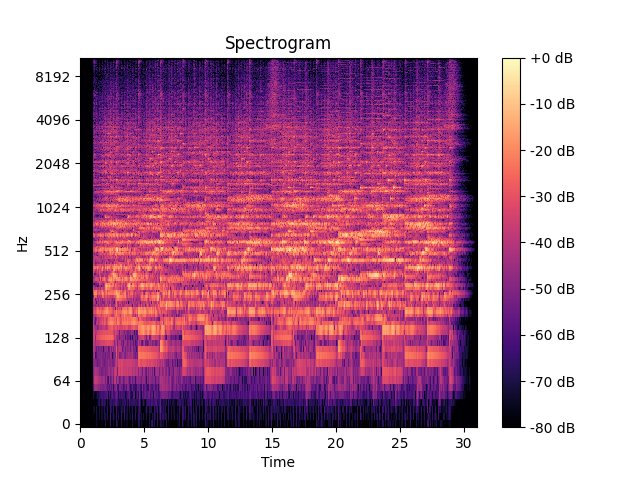 Spectrogram
Hz
8192
4096
2048
1024
512
256
128
64
0
0 5 10 15 20 25 30
Time
+0 dB
-10 dB
-20 dB
-30 dB
-40 dB
-50 dB
-60 dB
-70 dB
-80 dB